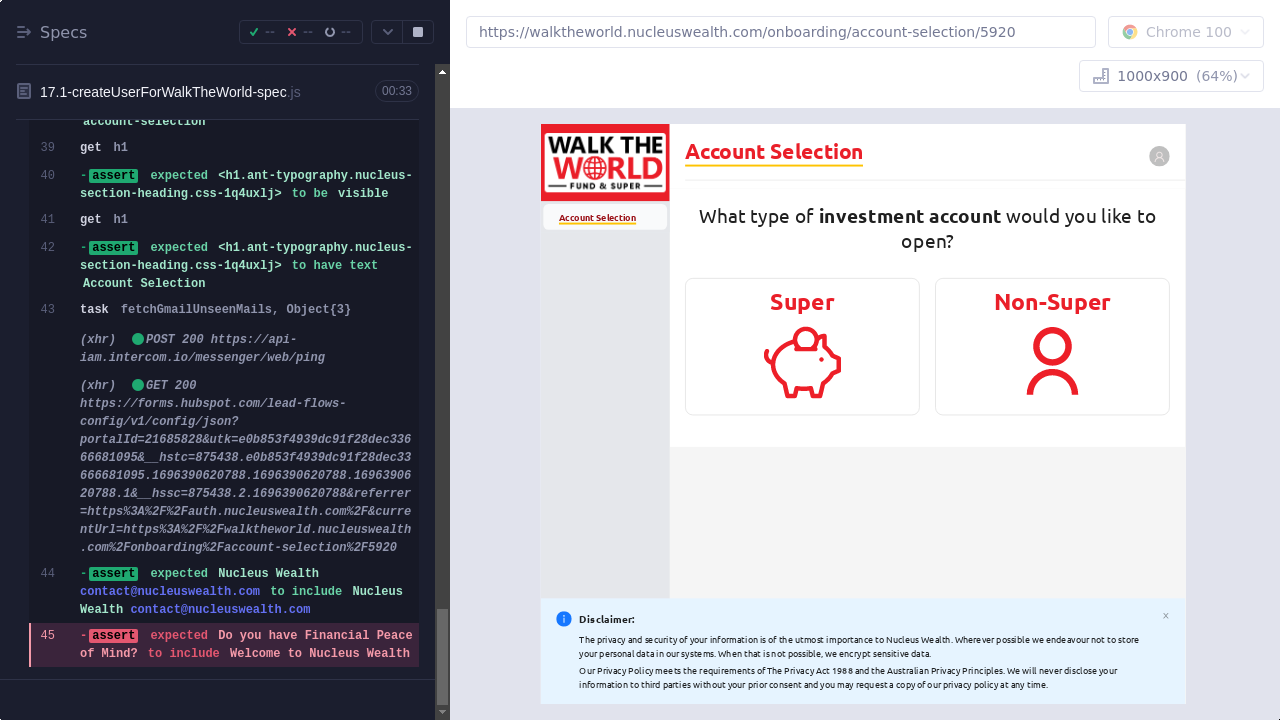 Specs
--
--
--
17.1-createUserForWalkTheWorld-spec.js
00:33
account-selection
39 get h1
40 -assert expected <h1.ant-typography.nucleus-
section-heading.css-1q4uxlj> to be visible
41 get h1
42 -assert expected <h1.ant-typography.nucleus-
section-heading.css-1q4uxlj> to have text
Account Selection
43 task fetchGmailUnseenMails, Object{3}
(xhr) POST 200 https://api-
iam.intercom.io/messenger/web/ping
(xhr) GET 200
https://forms.hubspot.com/lead-flows-
config/v1/config/json?
portalId=21685828&utk=e0b853f4939dc91f28dec336
66681095&__hstc=875438.e0b853f4939dc91f28dec33
666681095.1696390620788.1696390620788.16963906
20788.1&__hssc=875438.2.1696390620788&referrer
=https%3A%2F%2Fauth.nucleuswealth.com%2F&curre
ntUrl=https%3A%2F%2Fwalktheworld.nucleuswealth
.com%2Fonboarding%2Faccount-selection%2F5920
44 -assert expected Nucleus Wealth
contact@nucleuswealth.com to include Nucleus
Wealth contact@nucleuswealth.com
45 -assert expected Do you have Financial Peace
of Mind? to include Welcome to Nucleus Wealth
https://walktheworld.nucleuswealth.com/onboarding/account-selection/5920
Chrome 100
1000x900 (64%)
WALK THE
WORLD
FUND & SUPER
Account Selection
Account Selection
What type of investment account would you like to
open?
Super
Non-Super
Disclaimer:
The privacy and security of your information is of the utmost importance to Nucleus Wealth. Wherever possible we endeavour not to store
your personal data in our systems. When that is not possible, we encrypt sensitive data.
Our Privacy Policy meets the requirements of The Privacy Act 1988 and the Australian Privacy Principles. We will never disclose your
information to third parties without your prior consent and you may request a copy of our privacy policy at any time.